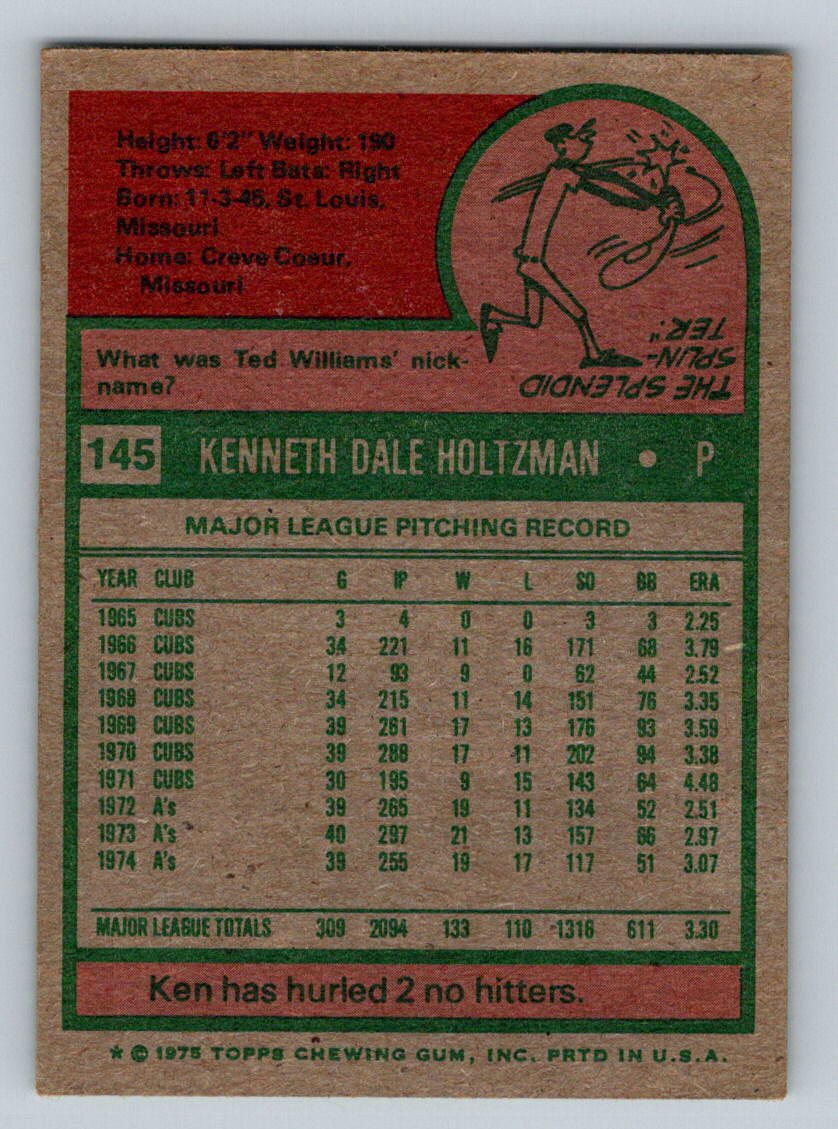 Height: 6'2" Weight: 190
Throws: Left Bats: Right
Born: 11-3-45, St. Louis,
Missouri
Home: Creve Coeur,
Missouri
What was Ted Williams' nick-
name?
THE SPLENDID
SPLIN-
TER."
145 KENNETH DALE HOLTZMAN • P
MAJOR LEAGUE PITCHING RECORD
YEAR CLUB G IP W L SO BB ERA
1965 CUBS 3 4 0 0 3 3 2.25
1966 CUBS 34 221 11 16 171 68 3.79
1967 CUBS 12 93 9 0 62 44 2.52
1968 CUBS 34 215 11 14 151 76 3.35
1969 CUBS 39 261 17 13 176 93 3.59
1970 CUBS 39 288 17 11 202 94 3.38
1971 CUBS 30 195 9 15 143 64 4.48
1972 A's 39 265 19 11 134 52 2.51
1973 A's 40 297 21 13 157 66 2.97
1974 A's 39 255 19 17 117 51 3.07
MAJOR LEAGUE TOTALS 309 2094 133 110 1316 611 3.30
Ken has hurled 2 no hitters.
* © 1975 TOPPS CHEWING GUM, INC. PRTD IN U.S.A.